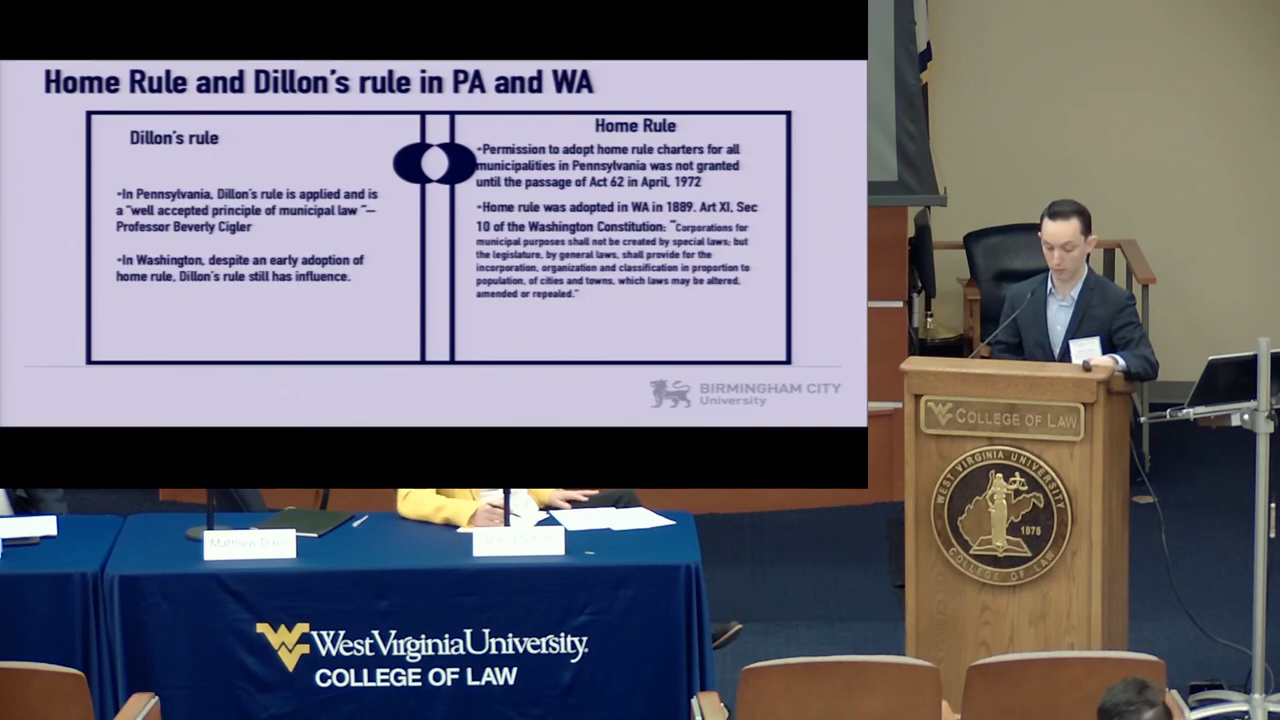 Home Rule and Dillon's rule in PA and WA
Dillon's rule
•In Pennsylvania, Dillon's rule is applied and is
a "well accepted principle of municipal law "—
Professor Beverly Cigler
•In Washington, despite an early adoption of
home rule, Dillon's rule still has influence.
Home Rule
•Permission to adopt home rule charters for all
municipalities in Pennsylvania was not granted
until the passage of Act 62 in April, 1972
•Home rule was adopted in WA in 1889. Art XI, Sec
10 of the Washington Constitution: "Corporations for
municipal purposes shall not be created by special laws; but
the legislature, by general laws, shall provide for the
incorporation, organization and classification in proportion to
population, of cities and towns, which laws may be altered,
amended or repealed."
BIRMINGHAM CITY
University
COLLEGE OF LAW
WEST VIRGINIA UNIVERSITY
1878
COLLEGE OF LAW
Matthew
WestVirginiaUniversity.
COLLEGE OF LAW